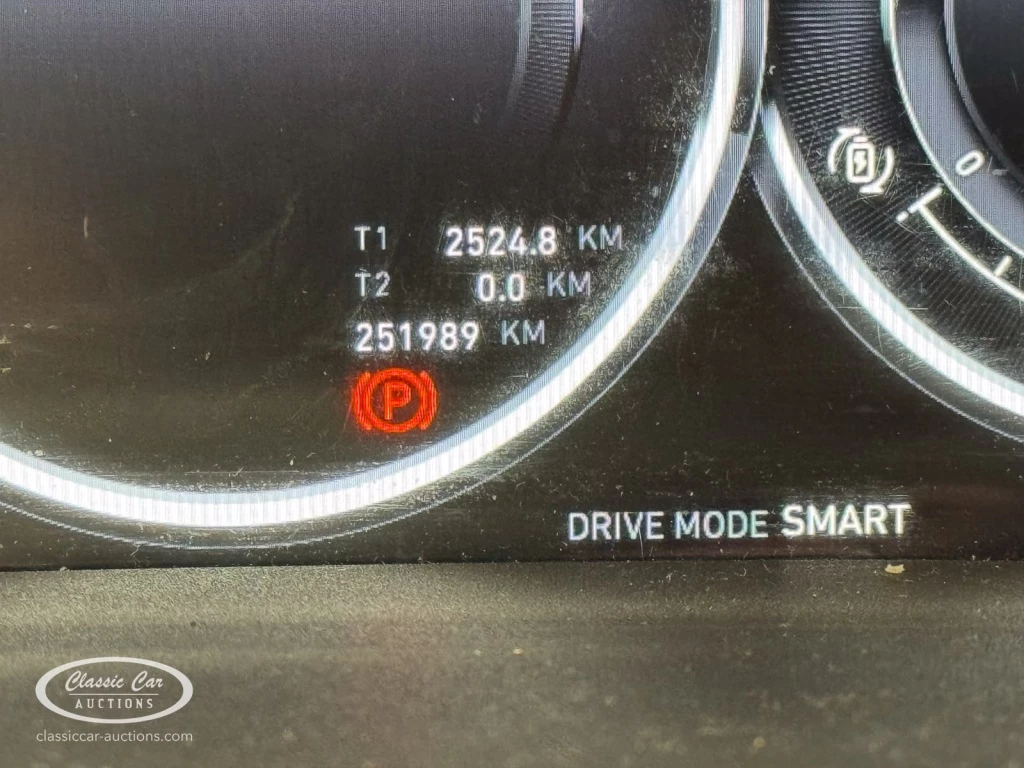 T1 2524.8 KM
T2 0.0 KM
251989 KM
P
0
DRIVE MODE SMART
Classic Car
AUCTIONS
classiccar-auctions.com